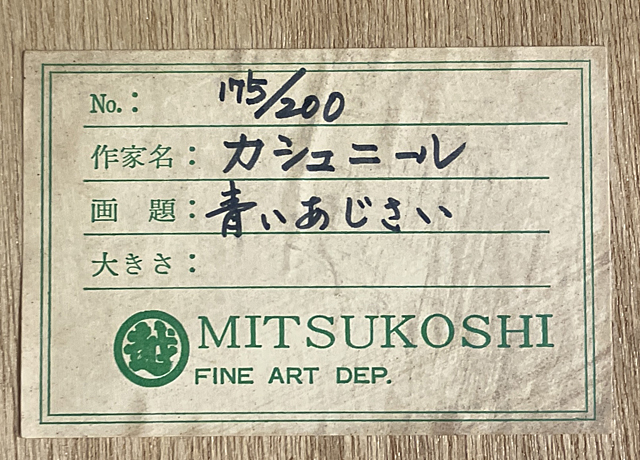 No.: 175/200
作家名: カシュニール
画 題: 青いあじさい
大きさ:
越 MITSUKOSHI
FINE ART DEP.